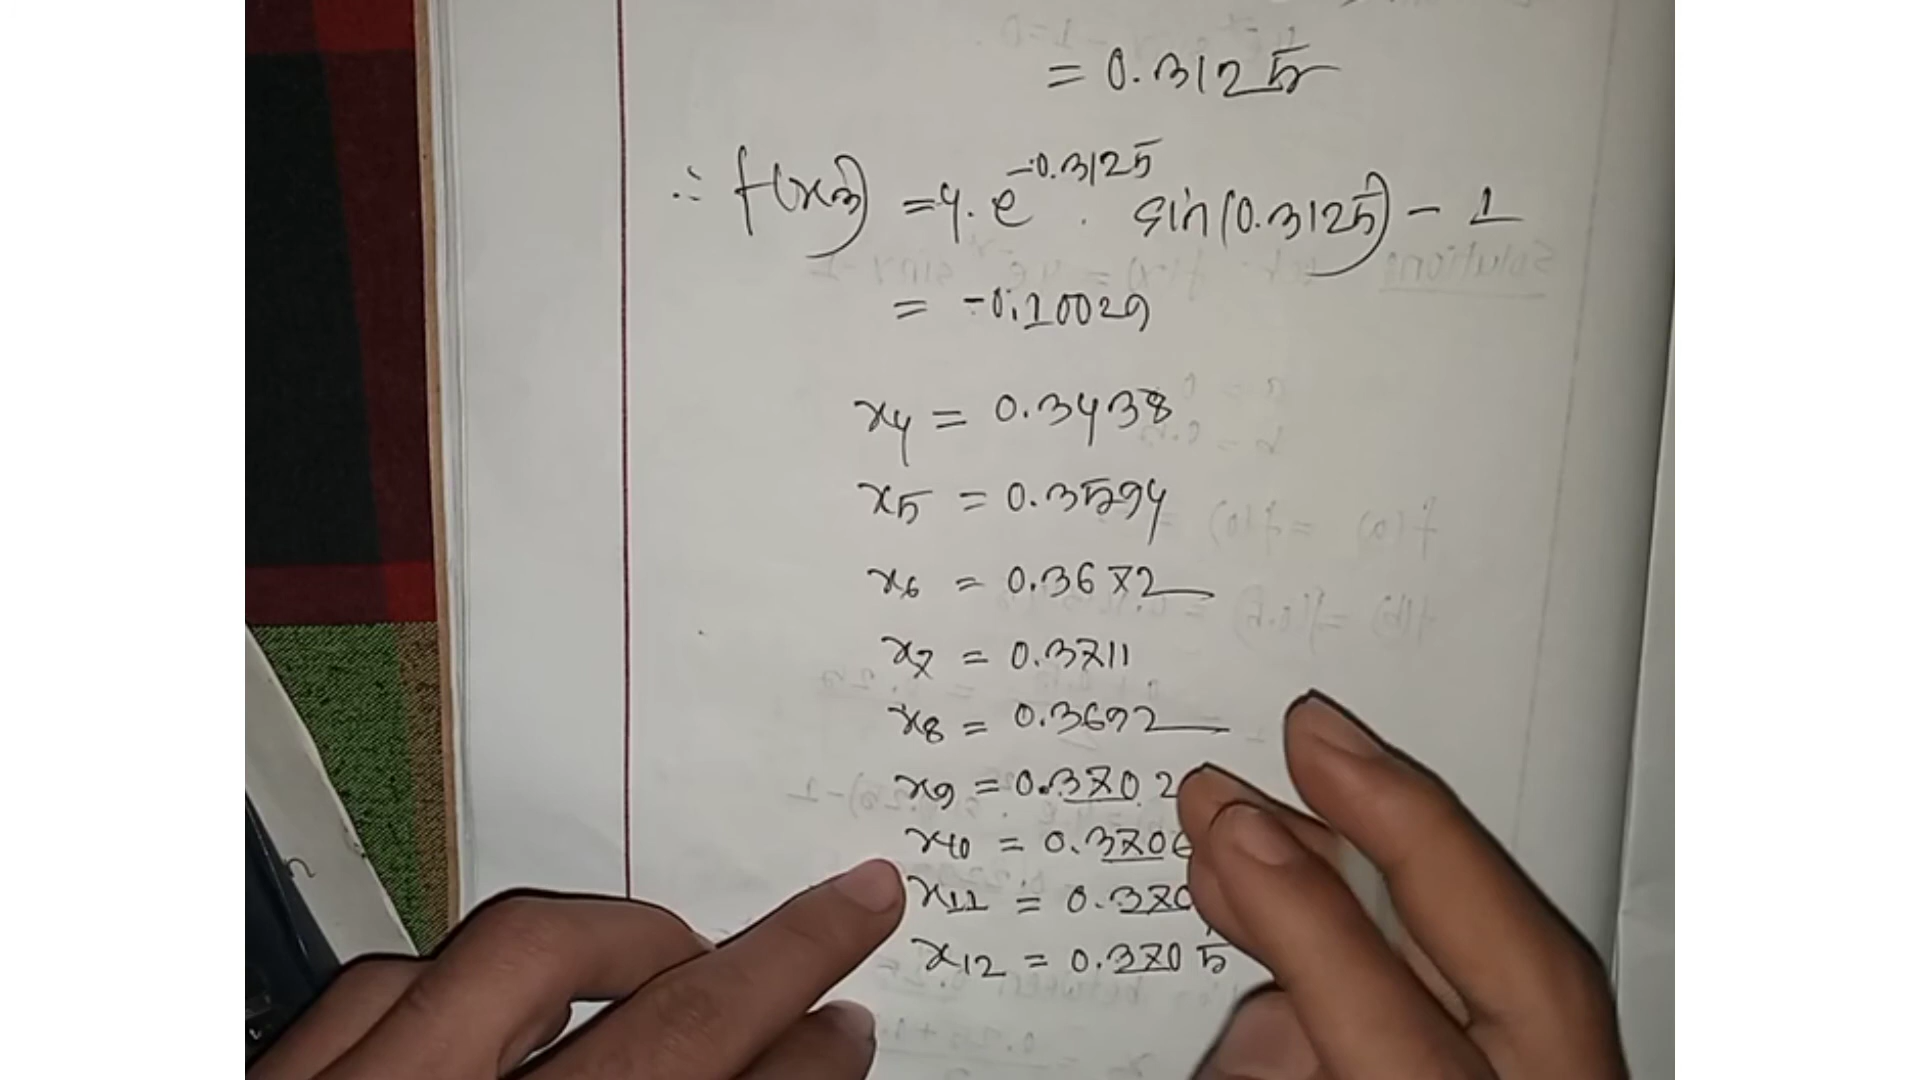 = 0.3125
∴ f(x3) = 4.e^-0.3125 . sin(0.3125) - 1
= -0.10029
x4 = 0.3438
x5 = 0.3594
x6 = 0.3672
x7 = 0.3711
x8 = 0.3692
x9 = 0.3702
x10 = 0.3706
x11 = 0.370
x12 = 0.3705